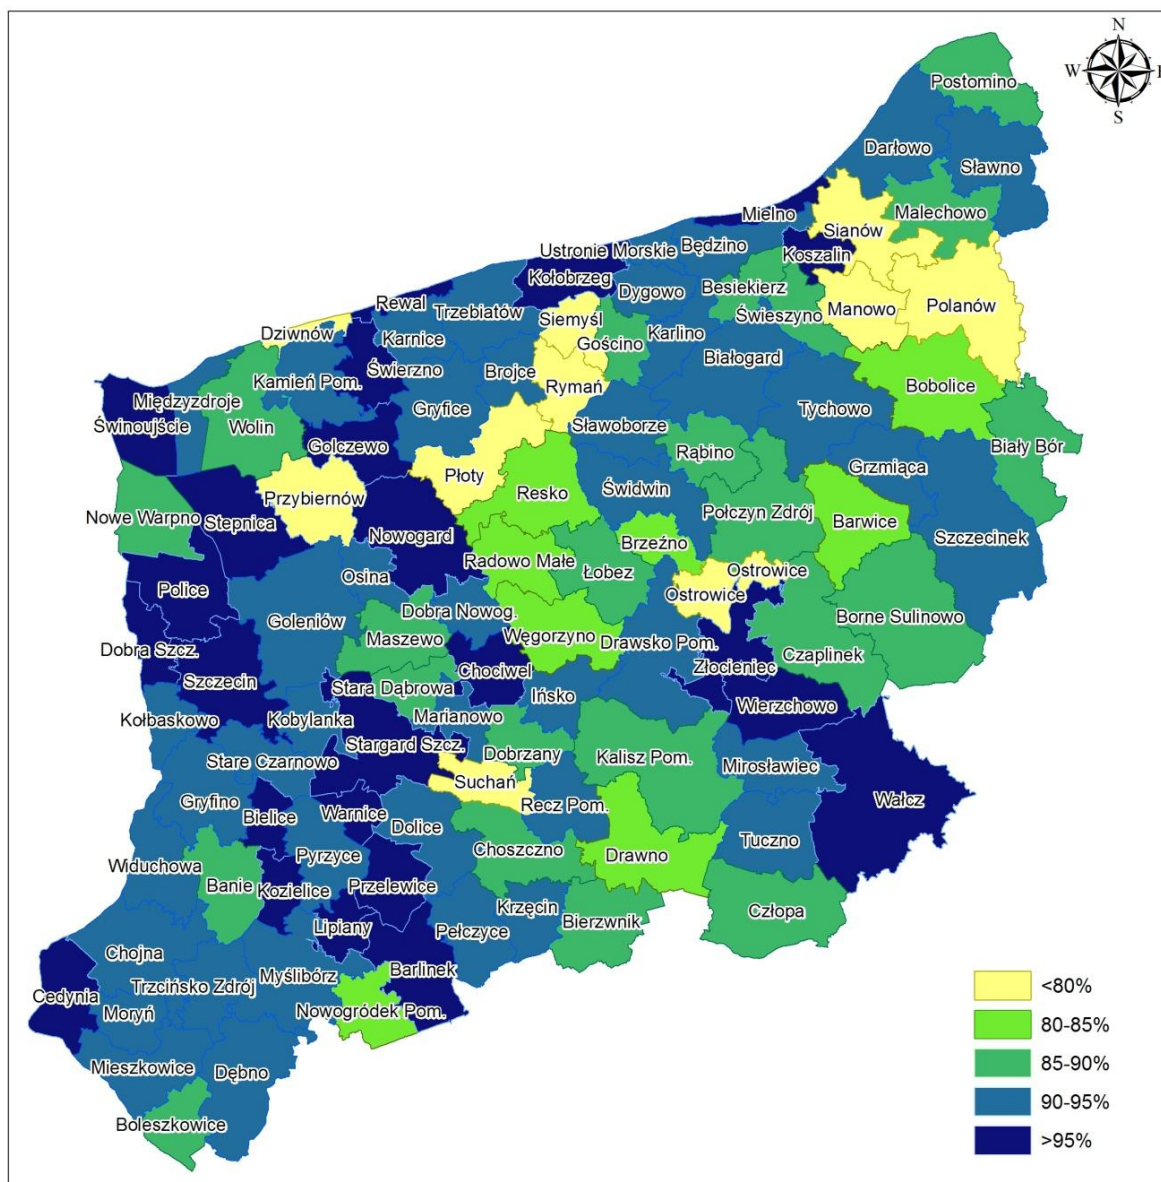 N
W
E
S
Postomino
Darłowo
Sławno
Malechowo
Mielno
Sianów
Koszalin
Ustronie Morskie
Będzino
Kołobrzeg
Dygowo
Besiekierz
Świeszyno
Manowo
Polanów
Rewal
Trzebiatów
Siemyśl
Gościno
Karlino
Białogard
Bobolice
Dziwnów
Karnice
Świerzno
Brojce
Rymań
Kamień Pom.
Międzyzdroje
Świnoujście
Wolin
Golczewo
Gryfice
Sławoborze
Tychowo
Biały Bór
Rąbino
Grzmiąca
Płoty
Resko
Świdwin
Połczyn Zdrój
Barwice
Szczecinek
Przybiernów
Nowe Warpno
Stepnica
Nowogard
Brzeźno
Radowo Małe
Łobez
Ostrowice
Ostrowice
Police
Osina
Goleniów
Dobra Nowog.
Maszewo
Węgorzyno
Drawsko Pom.
Borne Sulinowo
Czaplinek
Dobra Szcz.
Szczecin
Chociwel
Złocieniec
Stara Dąbrowa
Ińsko
Wierzchowo
Kołbaskowo
Kobylanka
Marianowo
Stargard Szcz.
Dobrzany
Kalisz Pom.
Mirosławiec
Stare Czarnowo
Suchań
Recz Pom.
Wałcz
Gryfino
Bielice
Warnice
Dolice
Tuczno
Widuchowa
Pyrzyce
Choszczno
Drawno
Banie
Kozielice
Przelewice
Krzęcin
Bierzwnik
Człopa
Lipiany
Pełczyce
Chojna
Myślibórz
Barlinek
Cedynia
Trzcińsko Zdrój
Moryń
Nowogródek Pom.
Mieszkowice
Dębno
Boleszkowice
<80%
80-85%
85-90%
90-95%
>95%